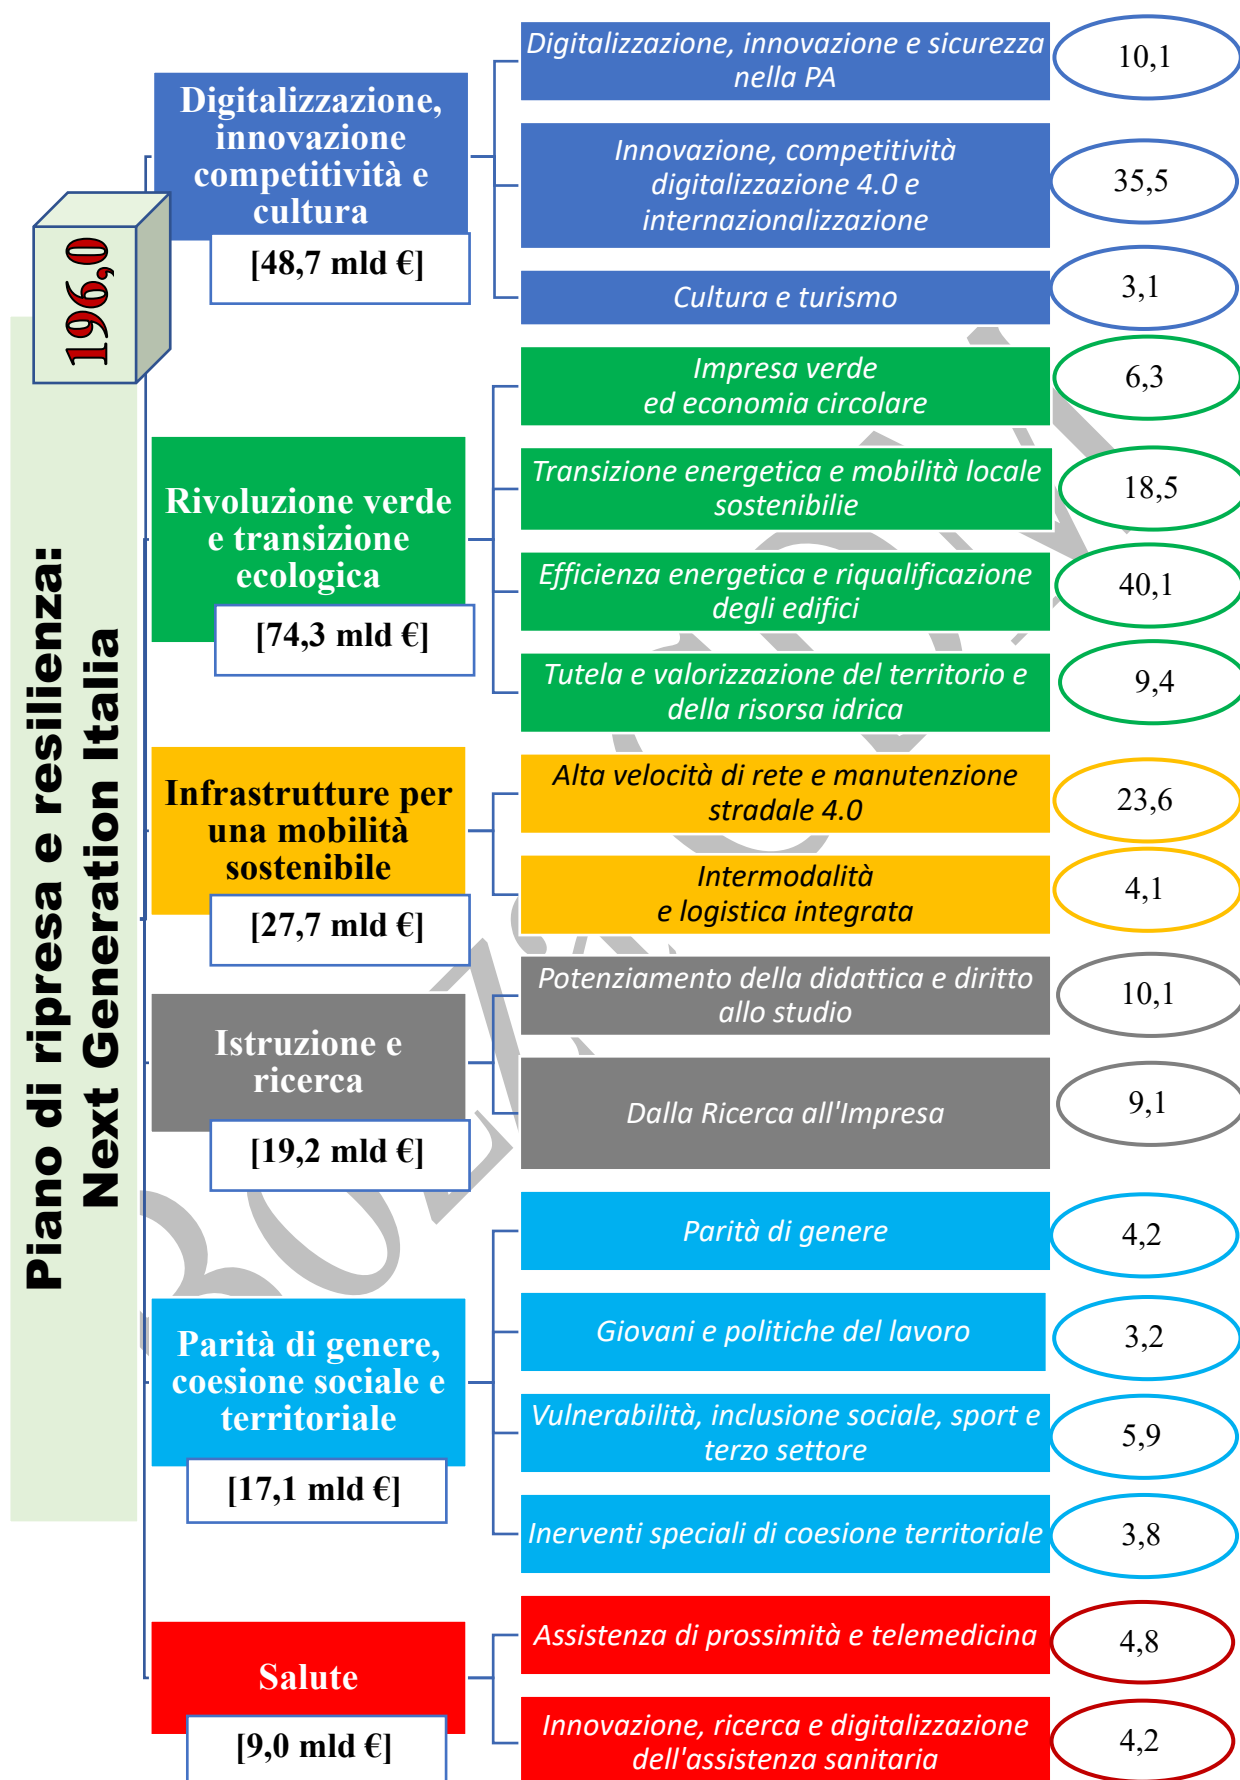 Piano di ripresa e resilienza:
Next Generation Italia
196,0
Digitalizzazione,
innovazione
competitività e
cultura
[48,7 mld €]
Digitalizzazione, innovazione e sicurezza
nella PA
10,1
Innovazione, competitività
digitalizzazione 4.0 e
internazionalizzazione
35,5
Cultura e turismo
3,1
Rivoluzione verde
e transizione
ecologica
[74,3 mld €]
Impresa verde
ed economia circolare
6,3
Transizione energetica e mobilità locale
sostenibilie
18,5
Efficienza energetica e riqualificazione
degli edifici
40,1
Tutela e valorizzazione del territorio e
della risorsa idrica
9,4
Infrastrutture per
una mobilità
sostenibile
[27,7 mld €]
Alta velocità di rete e manutenzione
stradale 4.0
23,6
Intermodalità
e logistica integrata
4,1
Istruzione e
ricerca
[19,2 mld €]
Potenziamento della didattica e diritto
allo studio
10,1
Dalla Ricerca all'Impresa
9,1
Parità di genere,
coesione sociale e
territoriale
[17,1 mld €]
Parità di genere
4,2
Giovani e politiche del lavoro
3,2
Vulnerabilità, inclusione sociale, sport e
terzo settore
5,9
Inerventi speciali di coesione territoriale
3,8
Salute
[9,0 mld €]
Assistenza di prossimità e telemedicina
4,8
Innovazione, ricerca e digitalizzazione
dell'assistenza sanitaria
4,2